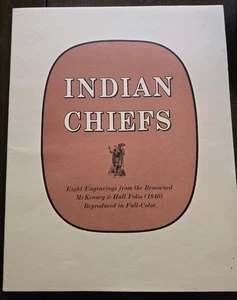 INDIAN
CHIEFS
Eight Engravings from the Renowned
McKenney & Hall Folio (1840)
Reproduced in Full-Color